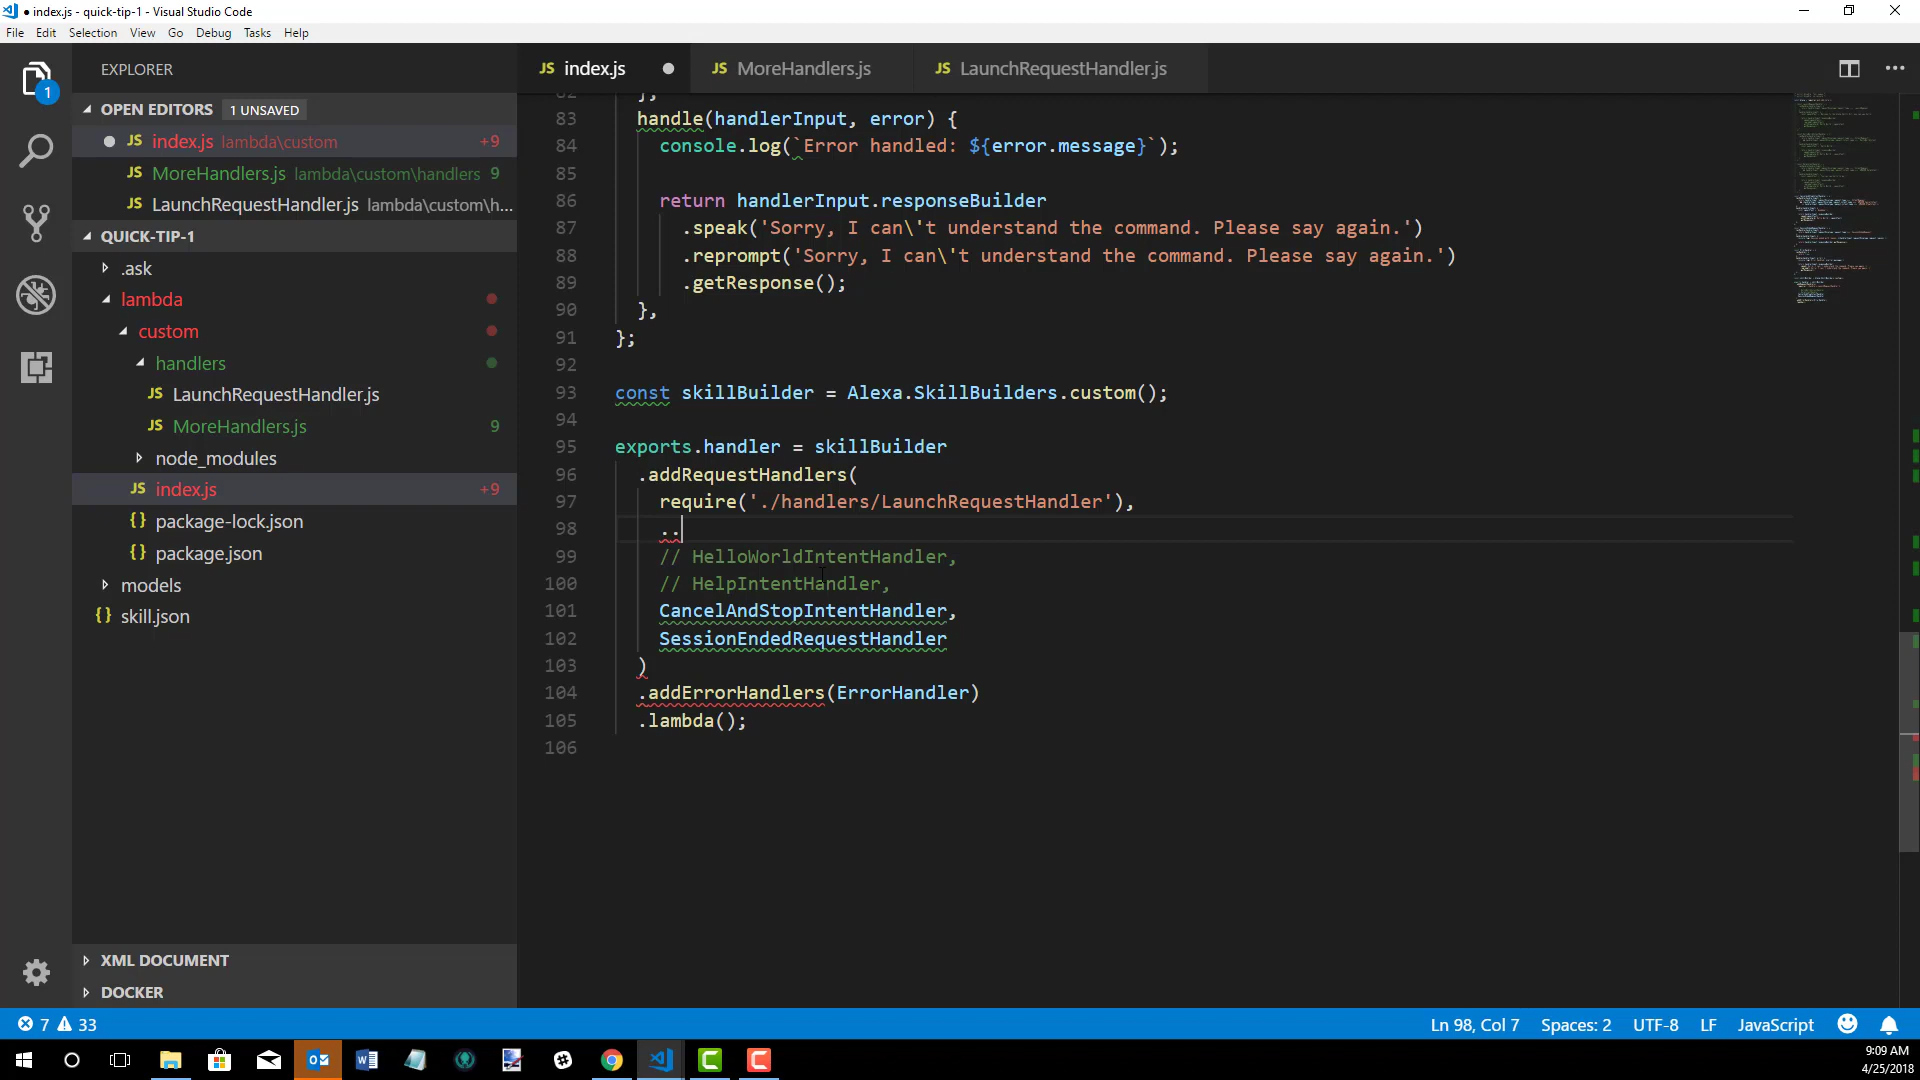 ● index.js - quick-tip-1 - Visual Studio Code
File Edit Selection View Go Debug Tasks Help
1
EXPLORER
OPEN EDITORS 1 UNSAVED
JS index.js lambda\custom +9
JS MoreHandlers.js lambda\custom\handlers 9
JS LaunchRequestHandler.js lambda\custom\h...
QUICK-TIP-1
.ask
lambda
custom
handlers
JS LaunchRequestHandler.js
JS MoreHandlers.js 9
node_modules
JS index.js +9
{} package-lock.json
{} package.json
models
{} skill.json
XML DOCUMENT
DOCKER
JS index.js ● JS MoreHandlers.js JS LaunchRequestHandler.js
82 },
83 handle(handlerInput, error) {
84 console.log(`Error handled: ${error.message}`);
85
86 return handlerInput.responseBuilder
87 .speak('Sorry, I can\'t understand the command. Please say again.')
88 .reprompt('Sorry, I can\'t understand the command. Please say again.')
89 .getResponse();
90 },
91 };
92
93 const skillBuilder = Alexa.SkillBuilders.custom();
94
95 exports.handler = skillBuilder
96 .addRequestHandlers(
97 require('./handlers/LaunchRequestHandler'),
98 ..
99 // HelloWorldIntentHandler,
100 // HelpIntentHandler,
101 CancelAndStopIntentHandler,
102 SessionEndedRequestHandler
103 )
104 .addErrorHandlers(ErrorHandler)
105 .lambda();
106
7 33 Ln 98, Col 7 Spaces: 2 UTF-8 LF JavaScript
9:09 AM
4/25/2018